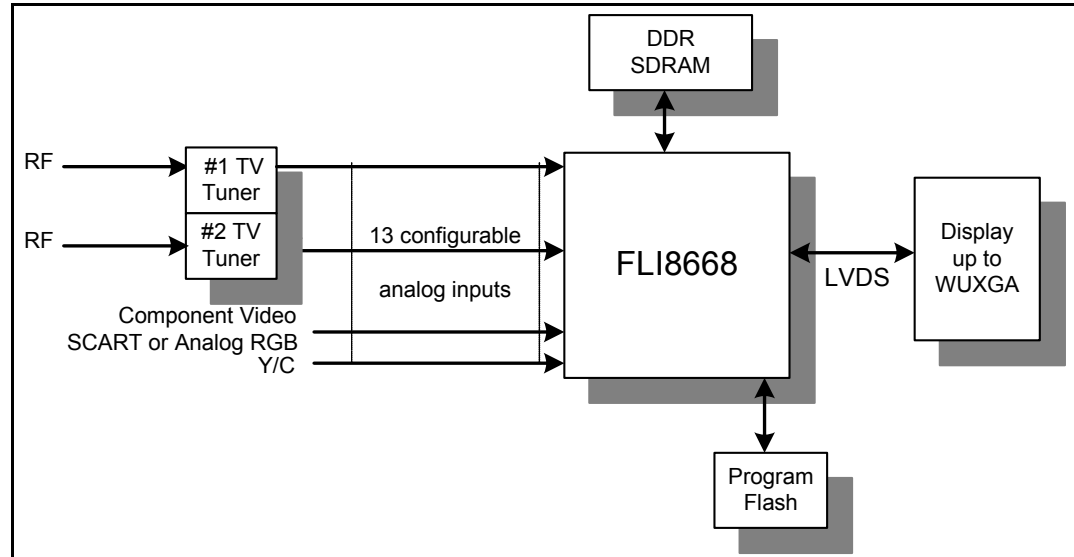 DDR
SDRAM
RF
#1 TV
Tuner
RF
#2 TV
Tuner
13 configurable
analog inputs
Component Video
SCART or Analog RGB
Y/C
FLI8668
LVDS
Display
up to
WUXGA
Program
Flash